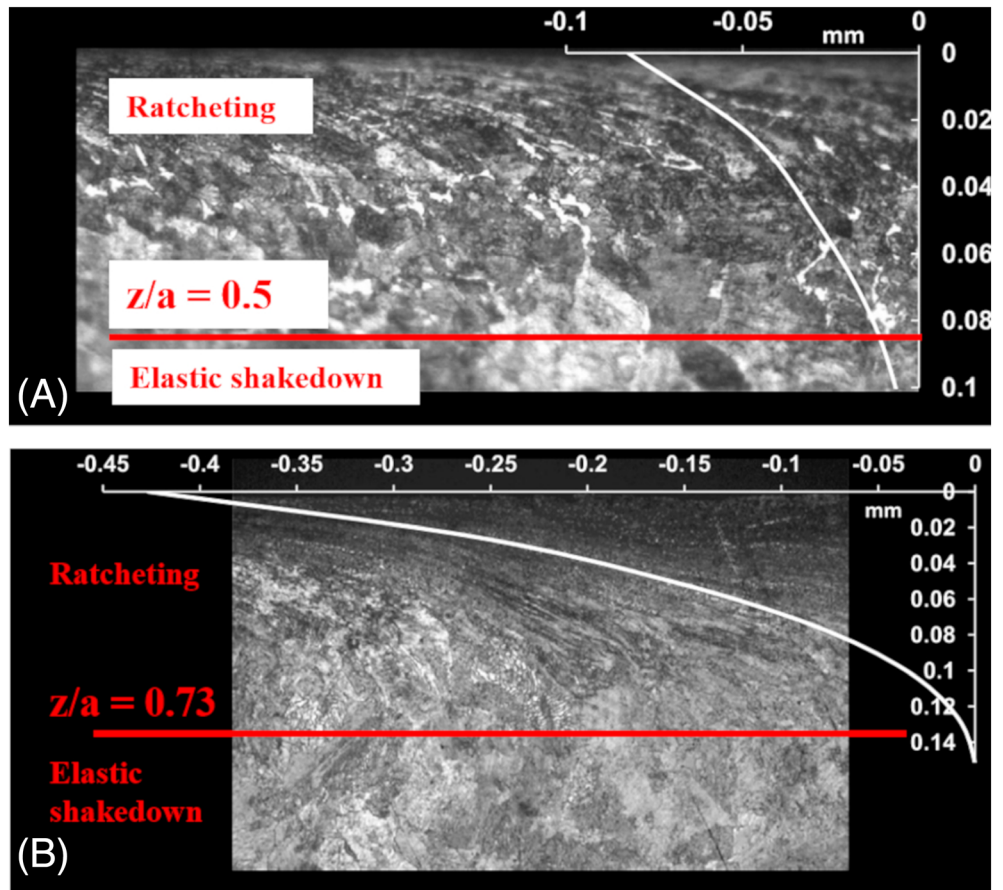 -0.1 -0.05 0
mm
0
Ratcheting
0.02
0.04
0.06
z/a = 0.5
0.08
Elastic shakedown
(A)
0.1
-0.45 -0.4 -0.35 -0.3 -0.25 -0.2 -0.15 -0.1 -0.05 0
0
mm
0.02
0.04
Ratcheting
0.06
0.08
0.1
z/a = 0.73
0.12
0.14
Elastic
shakedown
(B)